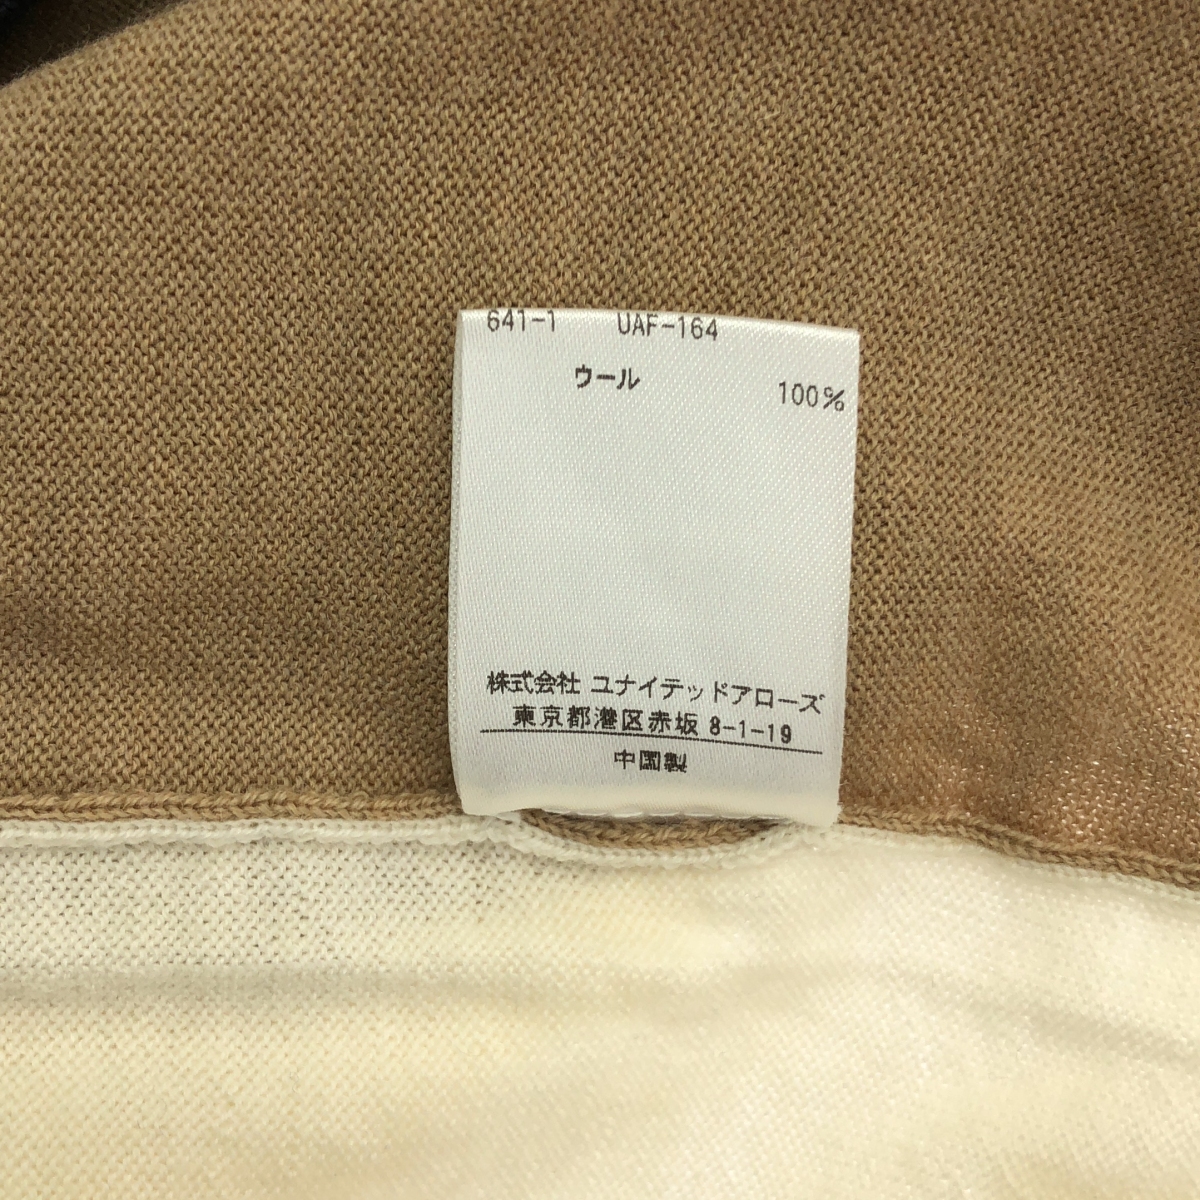 641-1 UAF-164
ウール 100%
株式会社 ユナイテッドアローズ
東京都港区赤坂 8-1-19
中国製